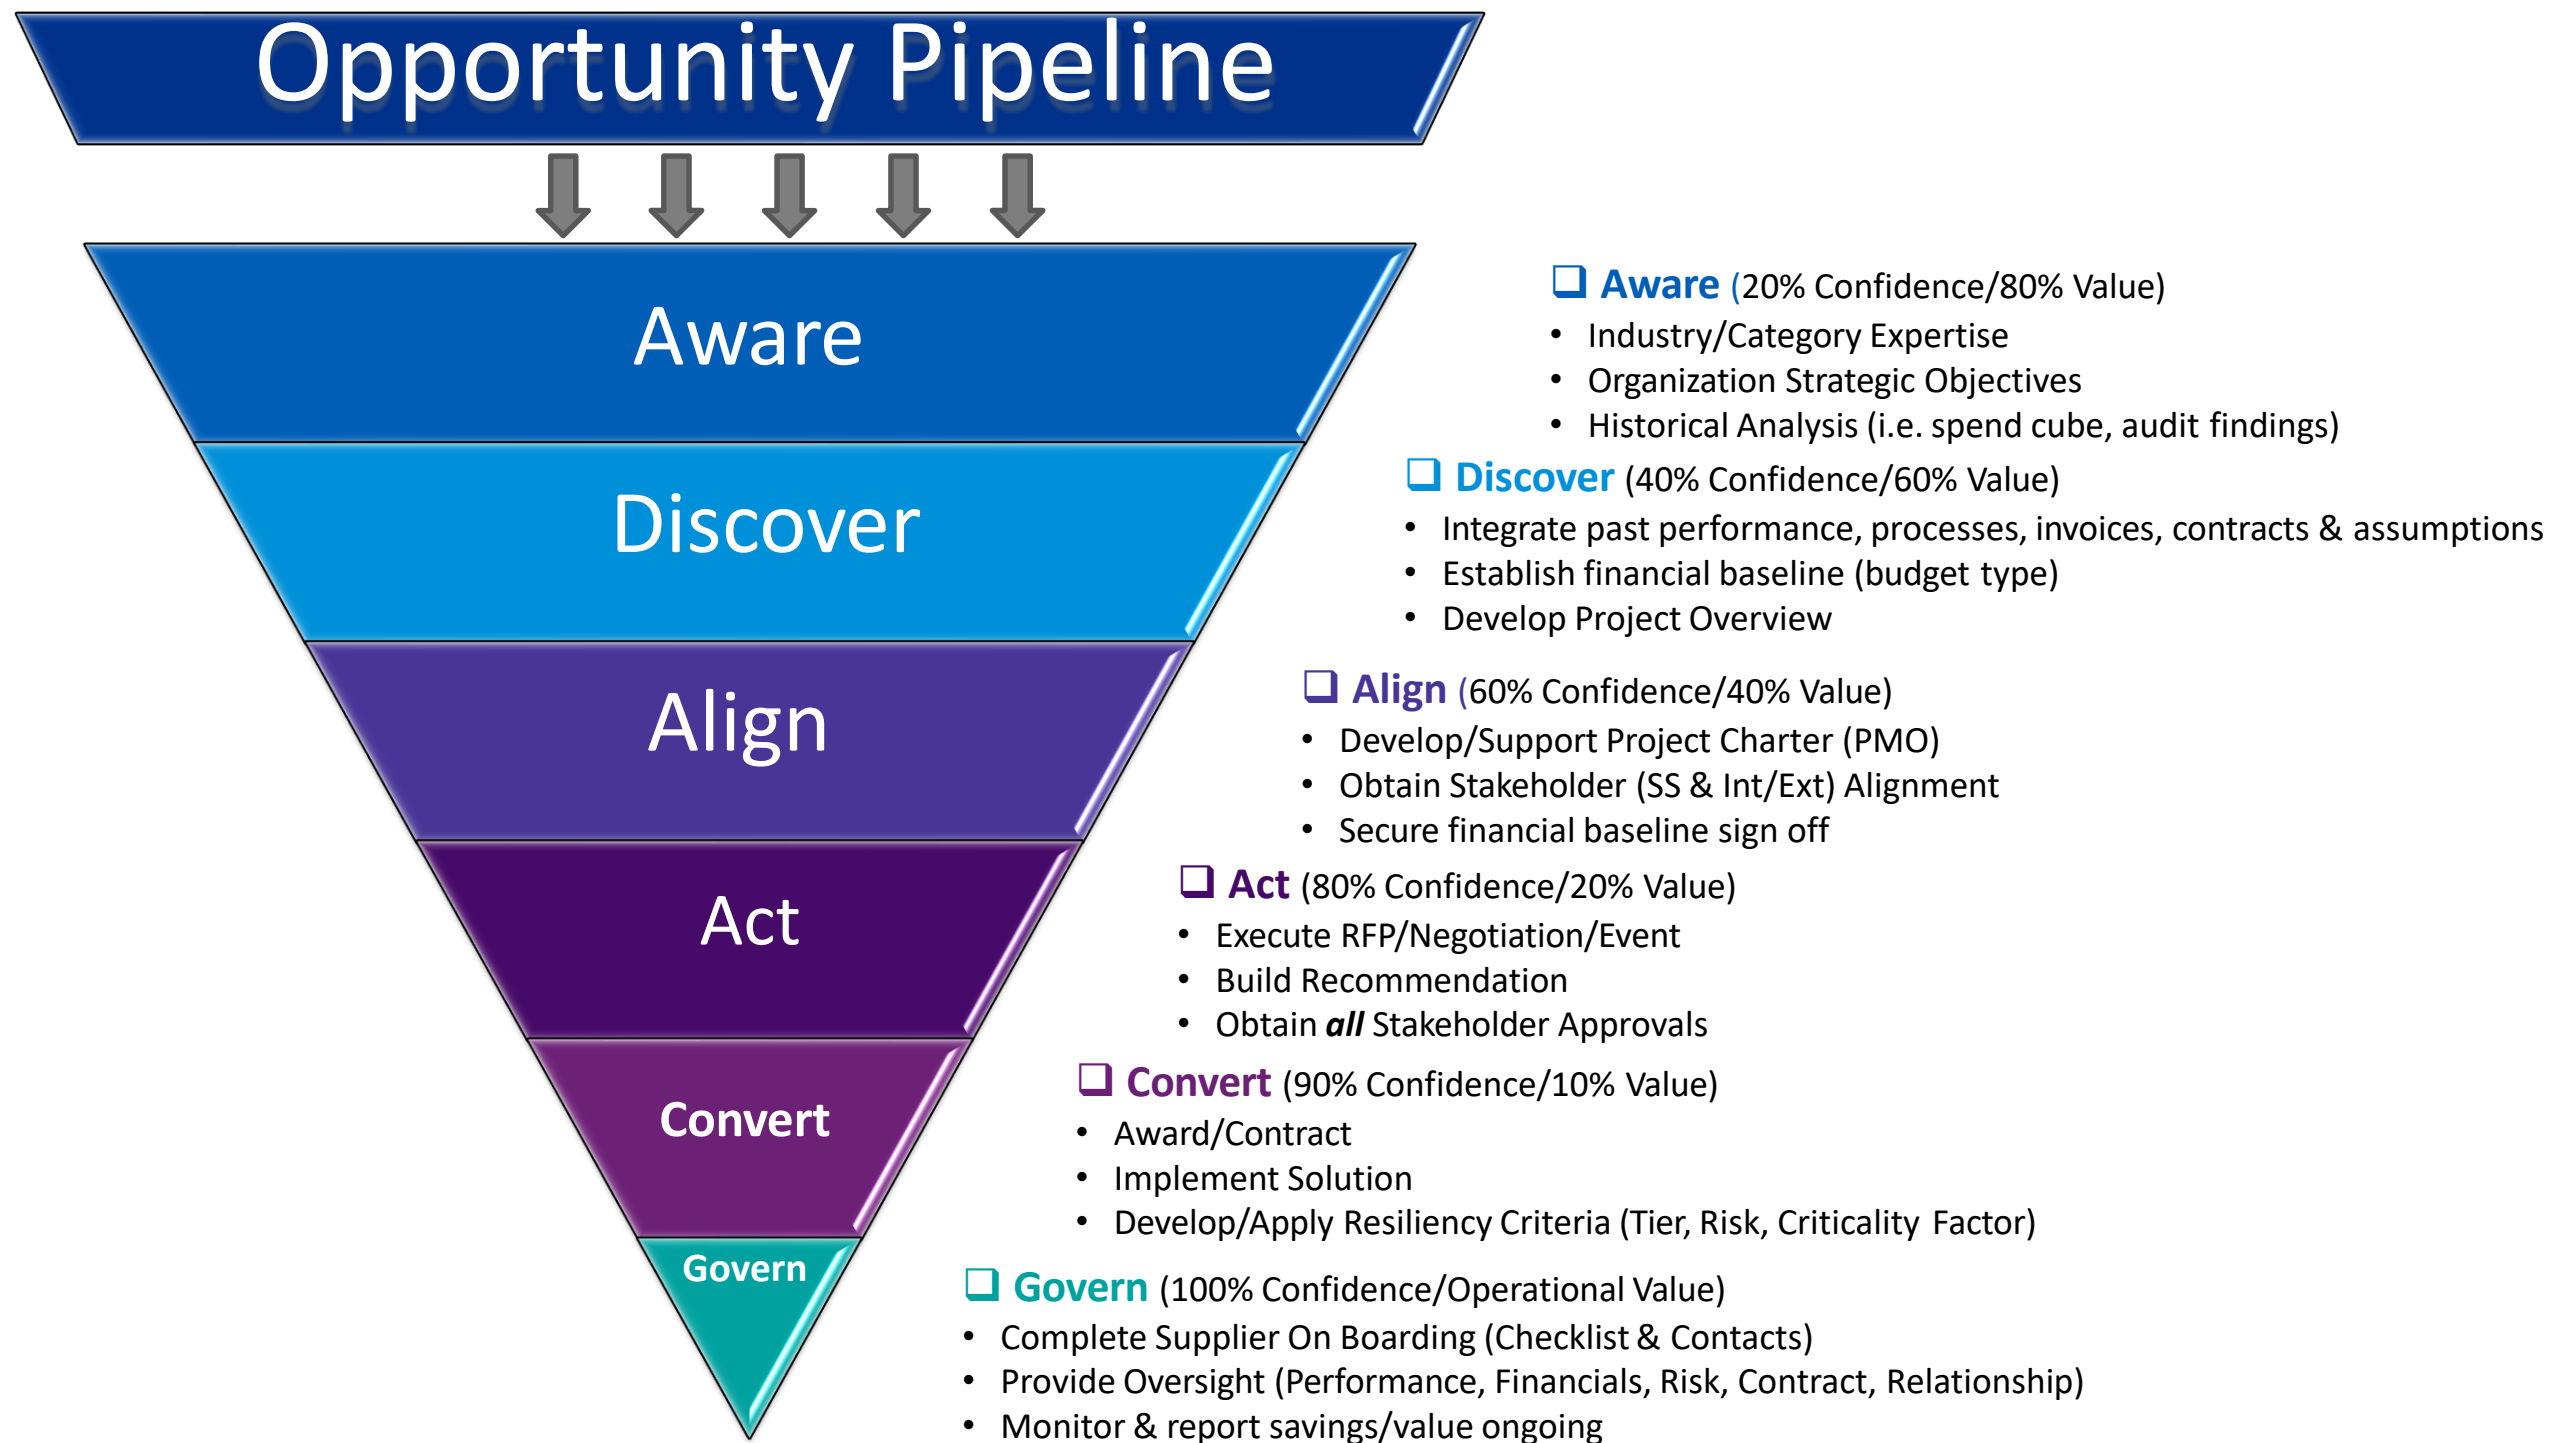 Opportunity Pipeline
Aware
Discover
Align
Act
Convert
Govern
❑ Aware (20% Confidence/80% Value)
• Industry/Category Expertise
• Organization Strategic Objectives
• Historical Analysis (i.e. spend cube, audit findings)
❑ Discover (40% Confidence/60% Value)
• Integrate past performance, processes, invoices, contracts & assumptions
• Establish financial baseline (budget type)
• Develop Project Overview
❑ Align (60% Confidence/40% Value)
• Develop/Support Project Charter (PMO)
• Obtain Stakeholder (SS & Int/Ext) Alignment
• Secure financial baseline sign off
❑ Act (80% Confidence/20% Value)
• Execute RFP/Negotiation/Event
• Build Recommendation
• Obtain all Stakeholder Approvals
❑ Convert (90% Confidence/10% Value)
• Award/Contract
• Implement Solution
• Develop/Apply Resiliency Criteria (Tier, Risk, Criticality Factor)
❑ Govern (100% Confidence/Operational Value)
• Complete Supplier On Boarding (Checklist & Contacts)
• Provide Oversight (Performance, Financials, Risk, Contract, Relationship)
• Monitor & report savings/value ongoing